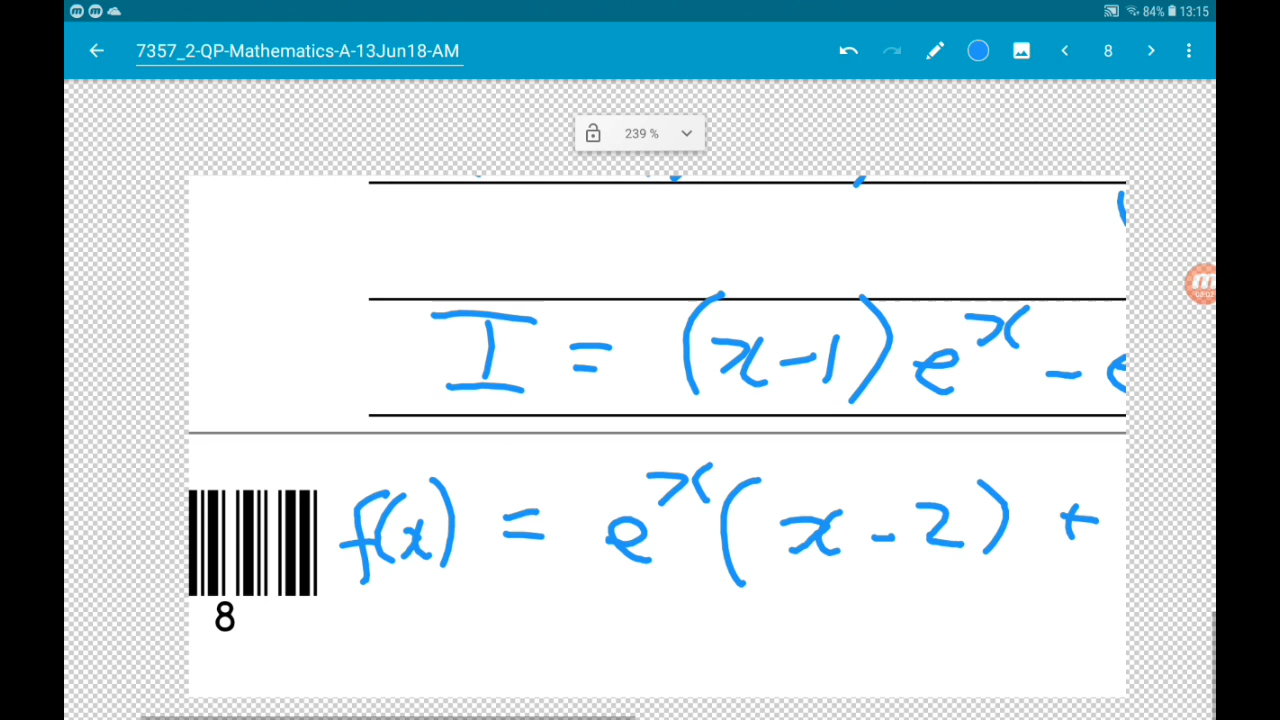 84% 13:15
7357_2-QP-Mathematics-A-13Jun18-AM 8
239 %
I = (x-1)e^x - e
f(x) = e^x(x-2) +
8